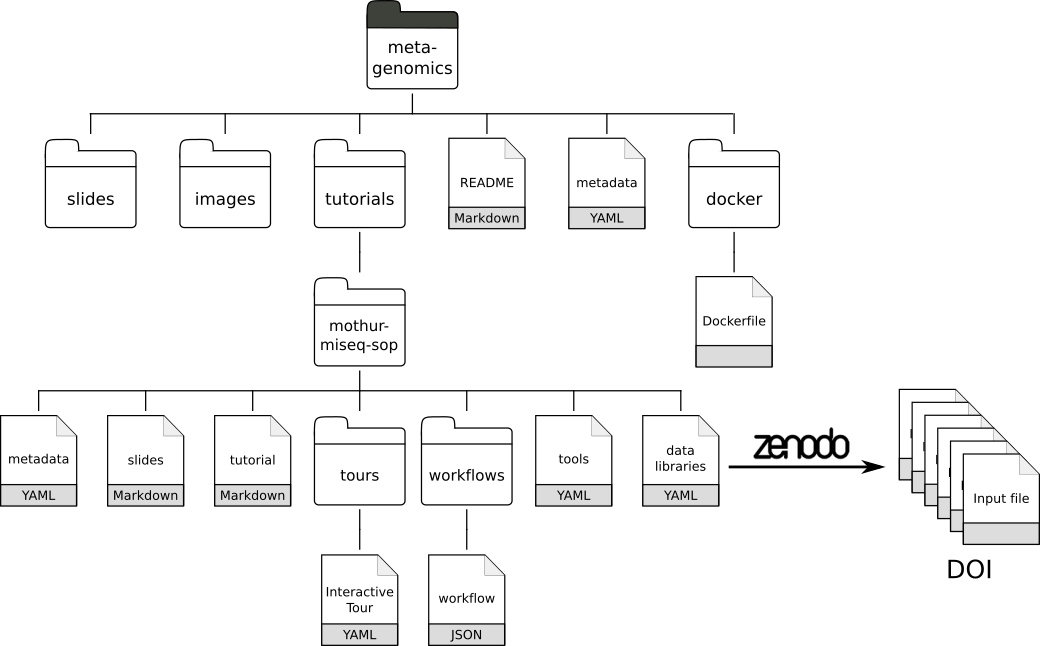 meta-
genomics
slides
images
tutorials
README
Markdown
metadata
YAML
docker
mothur-
miseq-sop
Dockerfile
metadata
YAML
slides
Markdown
tutorial
Markdown
tours
workflows
tools
YAML
data
libraries
YAML
zenodo
Input file
DOI
Interactive
Tour
YAML
workflow
JSON